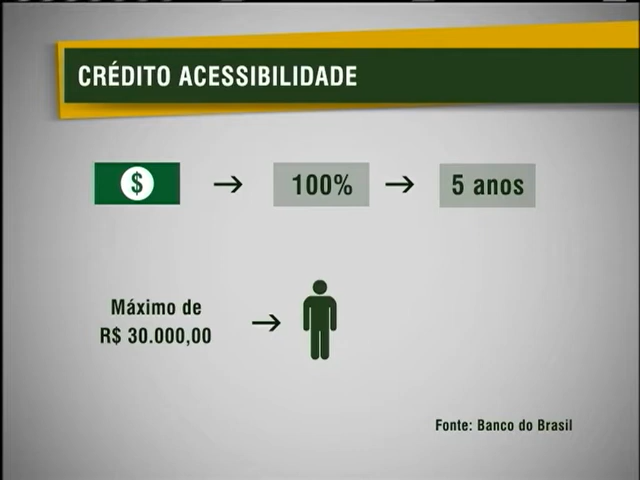 CRÉDITO ACESSIBILIDADE
$ → 100% → 5 anos
Máximo de
R$ 30.000,00 →
Fonte: Banco do Brasil